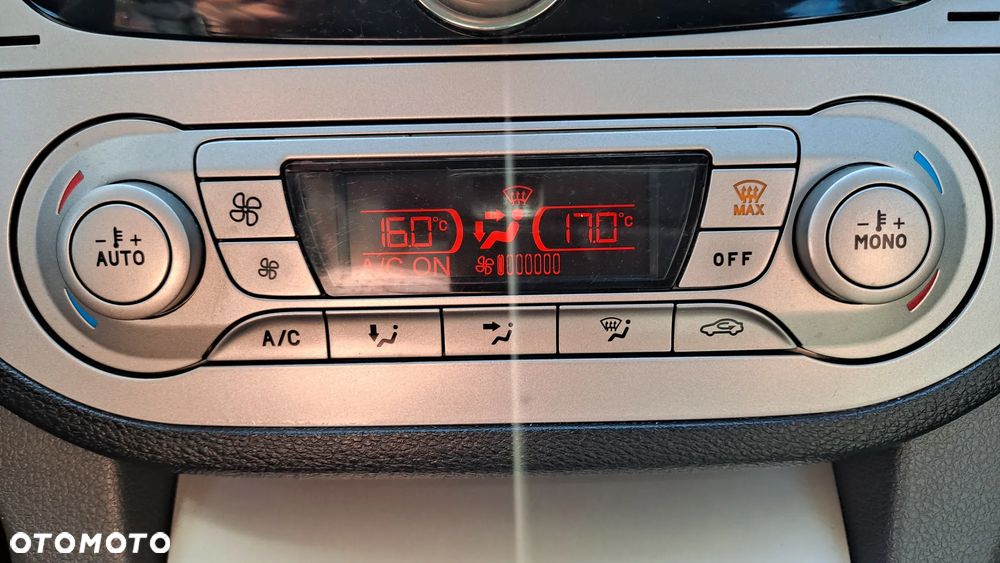 16.0°C 17.0°C
A/C ON
- + AUTO
MAX
OFF
- + MONO
A/C
OTOMOTO